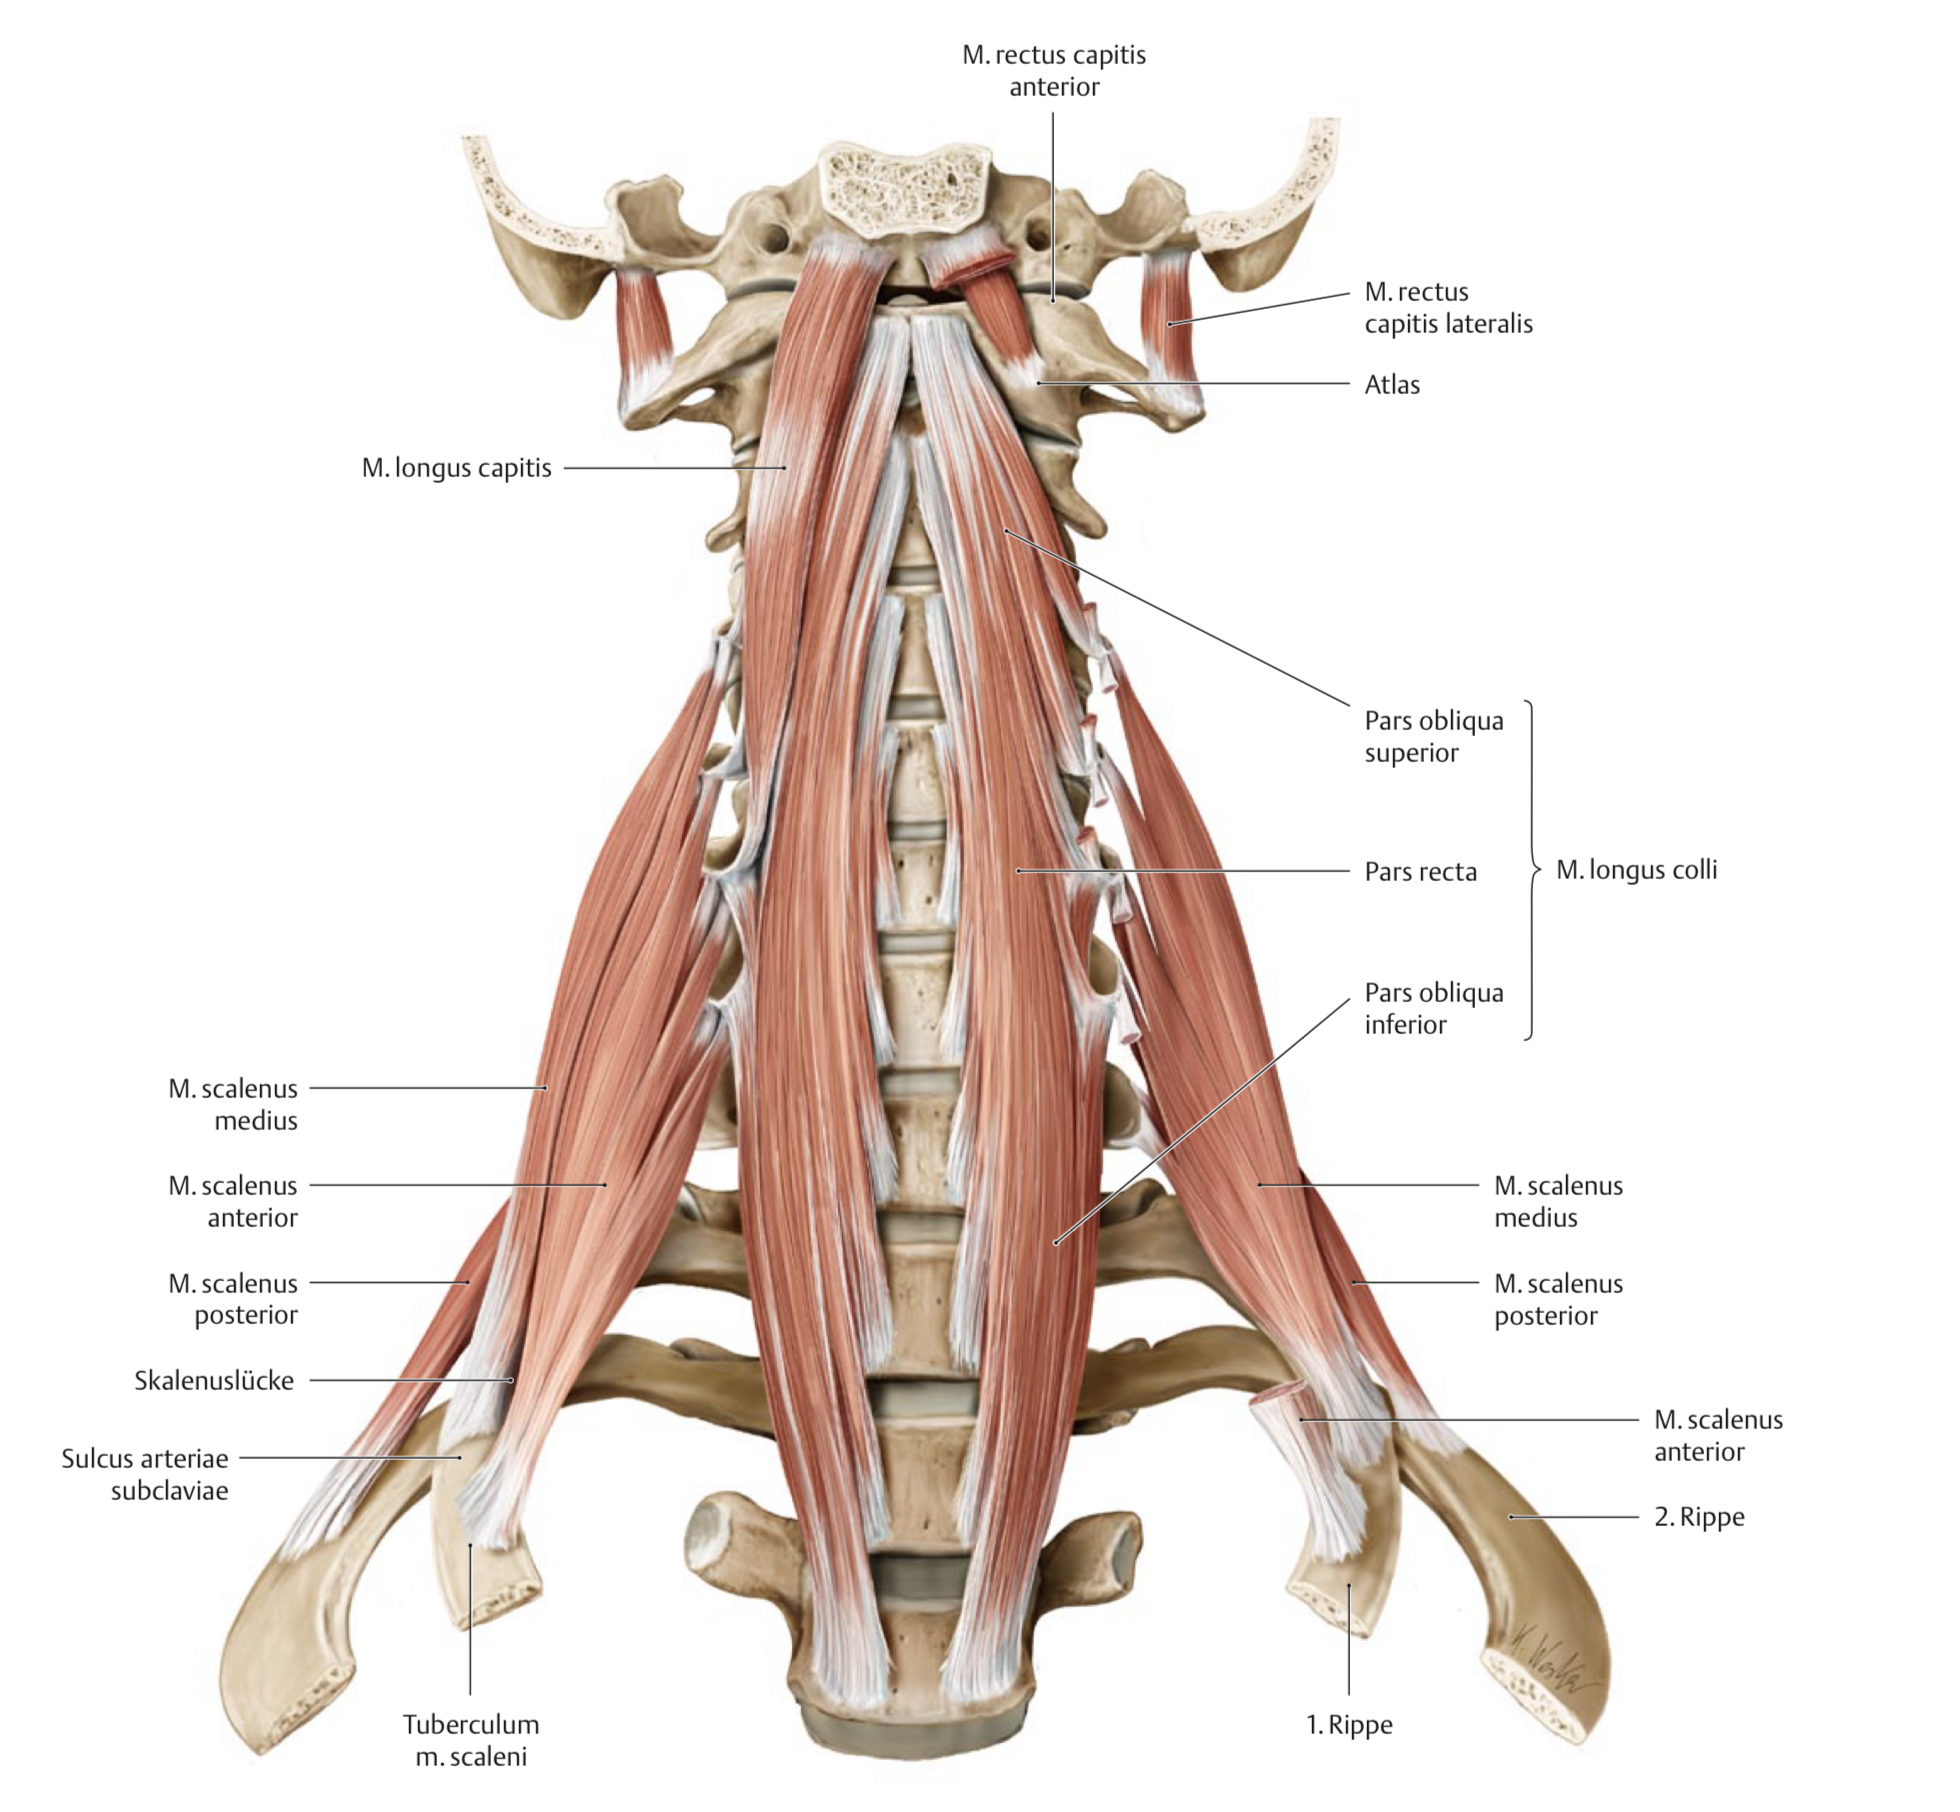 M. rectus capitis
anterior
M. rectus
capitis lateralis
Atlas
M. longus capitis
Pars obliqua
superior
Pars recta
M. longus colli
Pars obliqua
inferior
M. scalenus
medius
M. scalenus
anterior
M. scalenus
posterior
Skalenuslücke
Sulcus arteriae
subclaviae
Tuberculum
m. scaleni
M. scalenus
medius
M. scalenus
posterior
M. scalenus
anterior
2. Rippe
1. Rippe